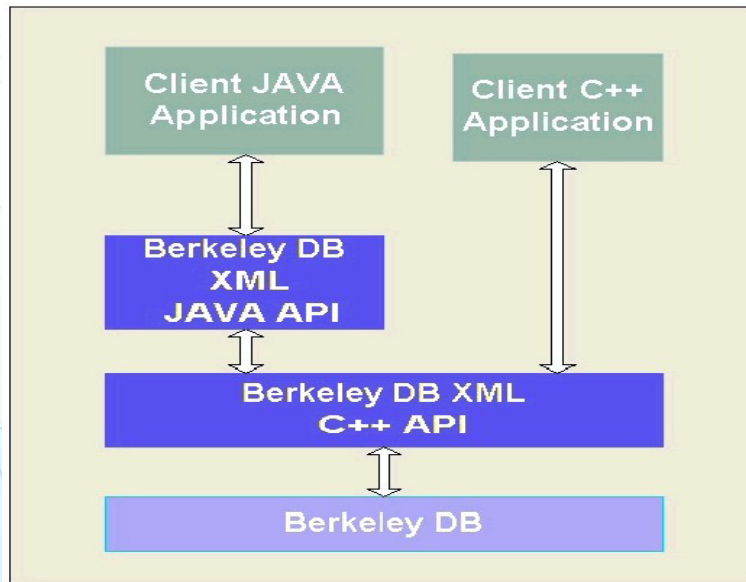 Client JAVA
Application
Client C++
Application
Berkeley DB
XML
JAVA API
Berkeley DB XML
C++ API
Berkeley DB